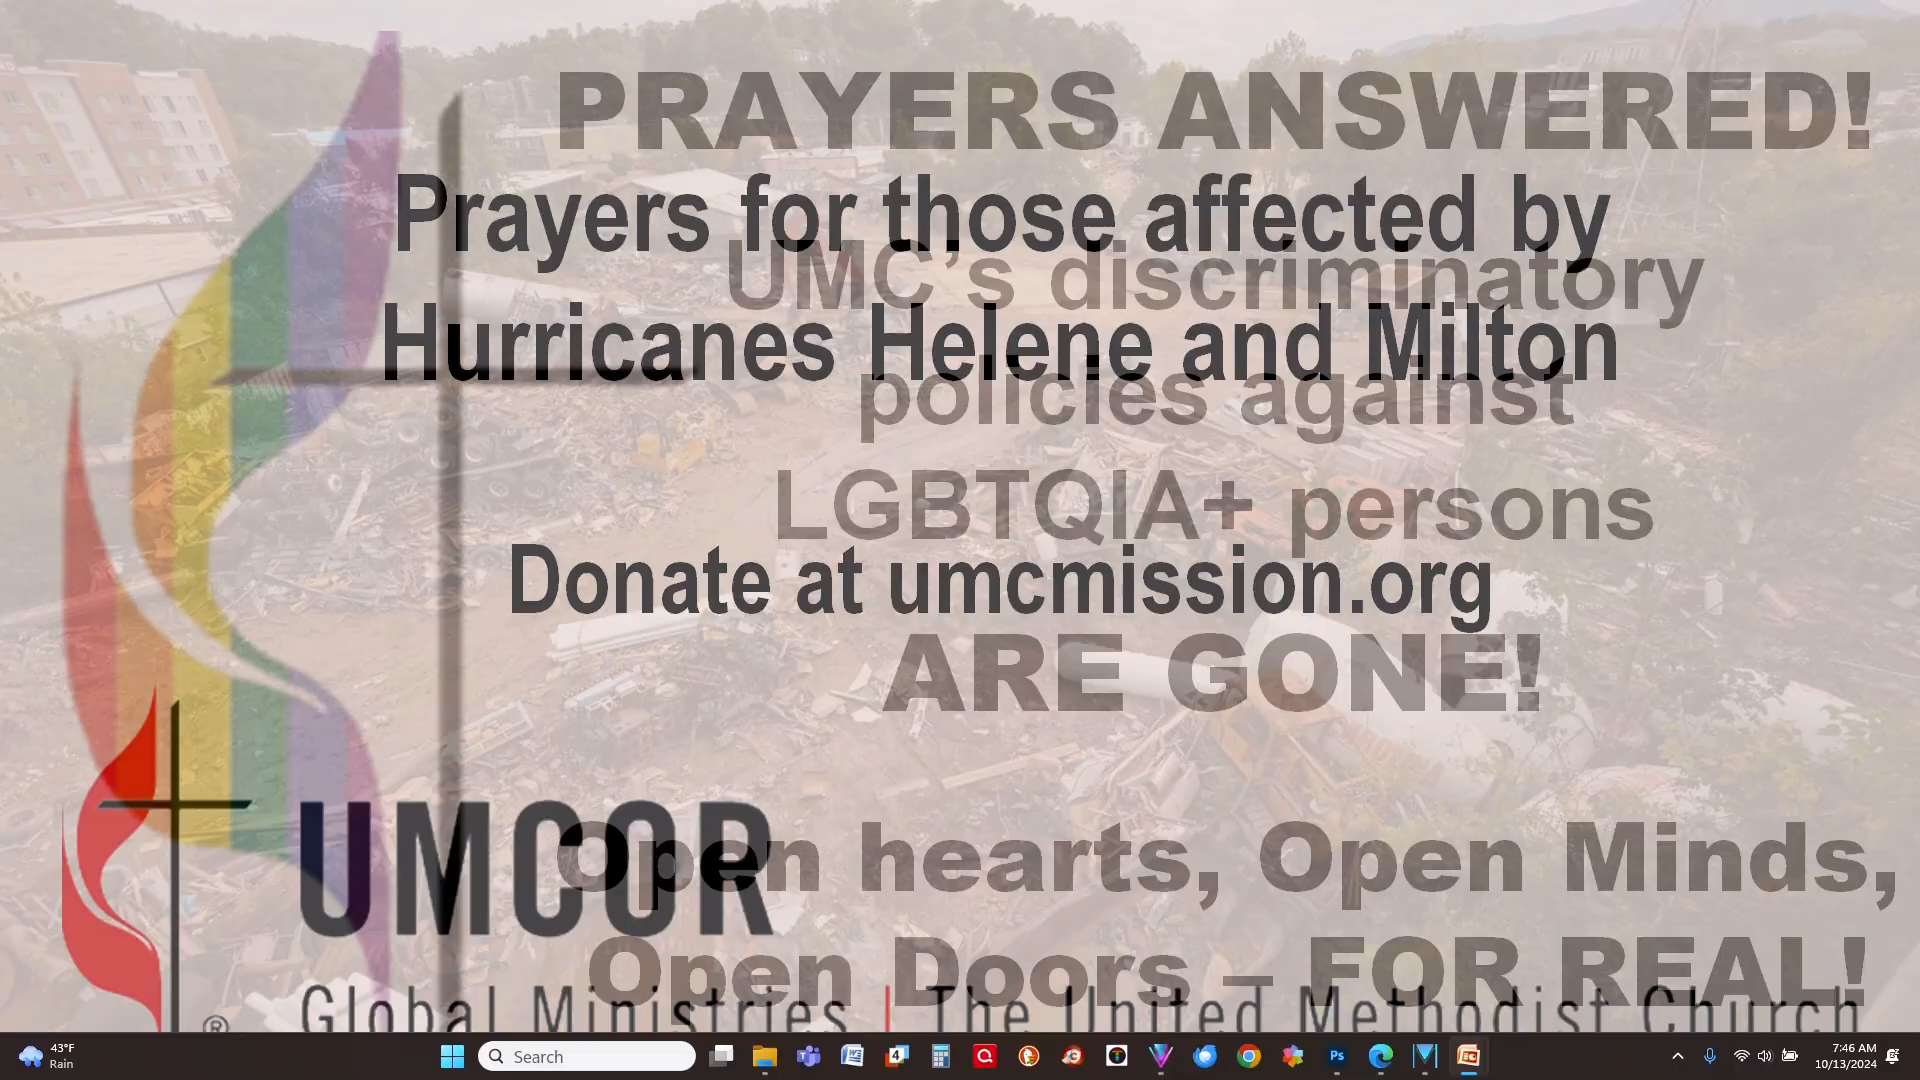 PRAYERS ANSWERED!
Prayers for those affected by
UMC's discriminatory
Hurricanes Helene and Milton
policies against
LGBTQIA+ persons
Donate at umcmission.org
ARE GONE!
UMCOR
Open hearts, Open Minds,
Open Doors – FOR REAL!
®
Global Ministries | The United Methodist Church
43°F
Rain
Search
4
Ps
7:46 AM
10/13/2024